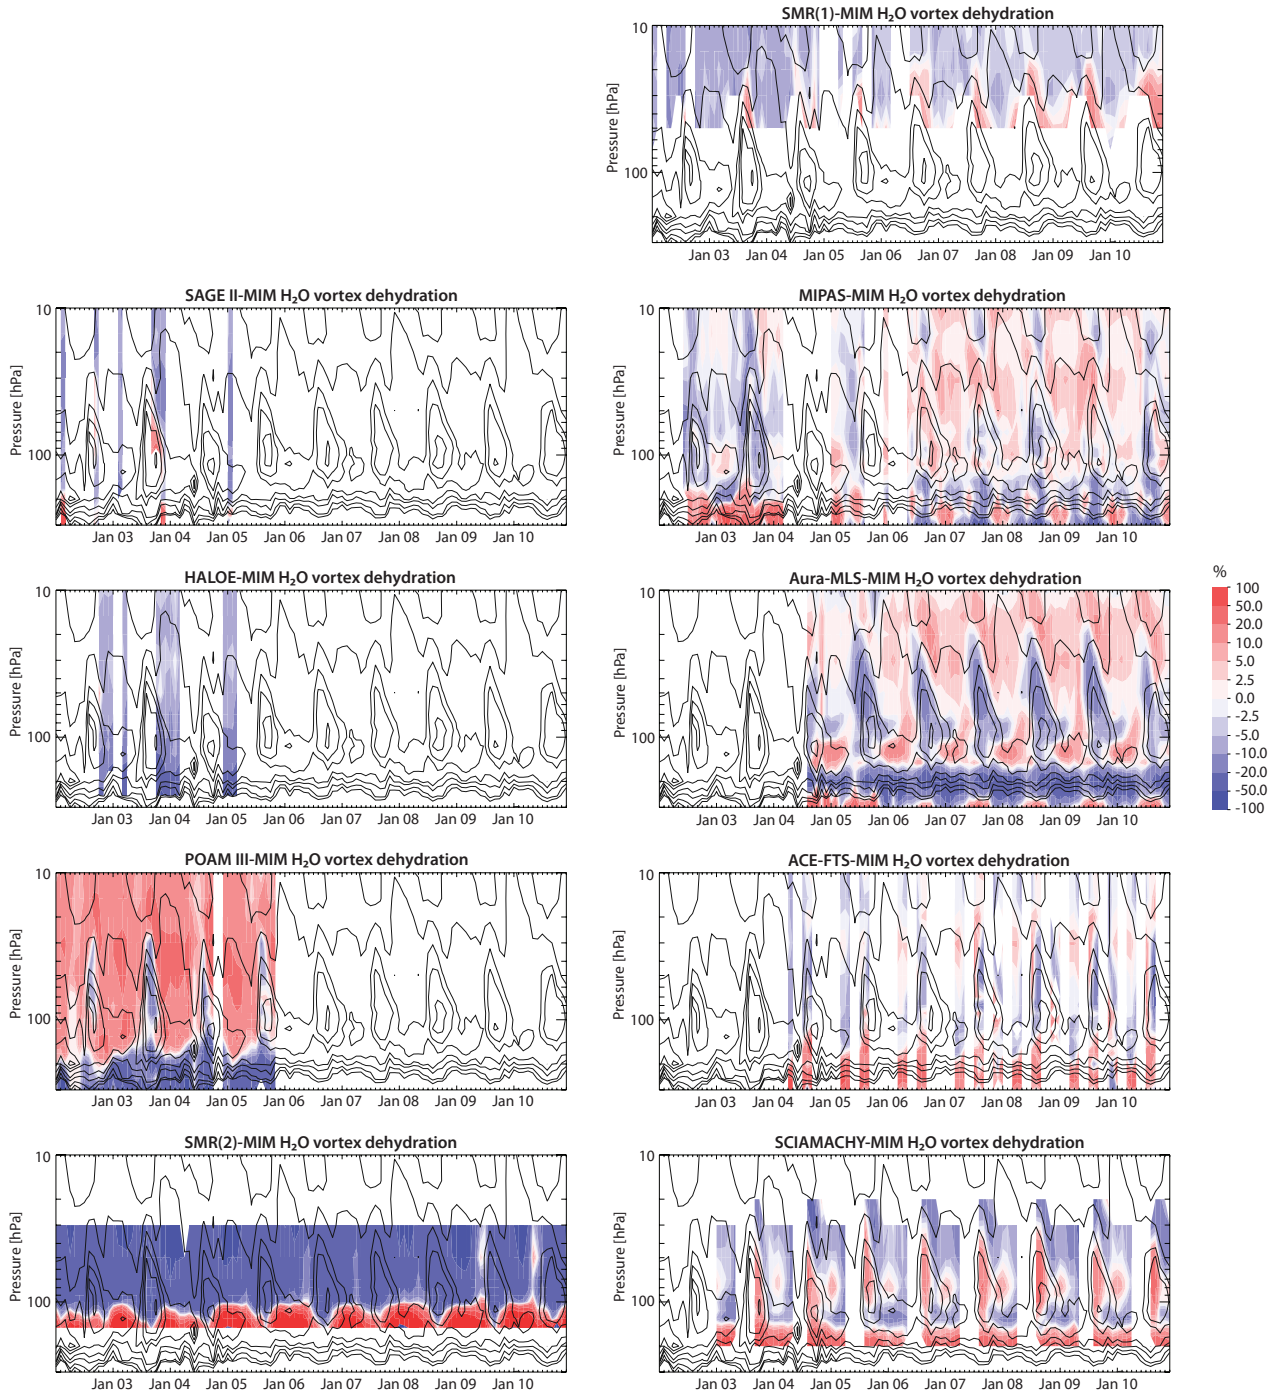 SMR(1)-MIM H₂O vortex dehydration
10
100
Pressure [hPa]
Jan 03 Jan 04 Jan 05 Jan 06 Jan 07 Jan 08 Jan 09 Jan 10
SAGE II-MIM H₂O vortex dehydration
10
100
Pressure [hPa]
Jan 03 Jan 04 Jan 05 Jan 06 Jan 07 Jan 08 Jan 09 Jan 10
MIPAS-MIM H₂O vortex dehydration
10
100
Pressure [hPa]
Jan 03 Jan 04 Jan 05 Jan 06 Jan 07 Jan 08 Jan 09 Jan 10
HALOE-MIM H₂O vortex dehydration
10
100
Pressure [hPa]
Jan 03 Jan 04 Jan 05 Jan 06 Jan 07 Jan 08 Jan 09 Jan 10
Aura-MLS-MIM H₂O vortex dehydration
10
100
Pressure [hPa]
Jan 03 Jan 04 Jan 05 Jan 06 Jan 07 Jan 08 Jan 09 Jan 10
%
100
50.0
20.0
10.0
5.0
2.5
0.0
-2.5
-5.0
-10.0
-20.0
-50.0
-100
POAM III-MIM H₂O vortex dehydration
10
100
Pressure [hPa]
Jan 03 Jan 04 Jan 05 Jan 06 Jan 07 Jan 08 Jan 09 Jan 10
ACE-FTS-MIM H₂O vortex dehydration
10
100
Pressure [hPa]
Jan 03 Jan 04 Jan 05 Jan 06 Jan 07 Jan 08 Jan 09 Jan 10
SMR(2)-MIM H₂O vortex dehydration
10
100
Pressure [hPa]
Jan 03 Jan 04 Jan 05 Jan 06 Jan 07 Jan 08 Jan 09 Jan 10
SCIAMACHY-MIM H₂O vortex dehydration
10
100
Pressure [hPa]
Jan 03 Jan 04 Jan 05 Jan 06 Jan 07 Jan 08 Jan 09 Jan 10